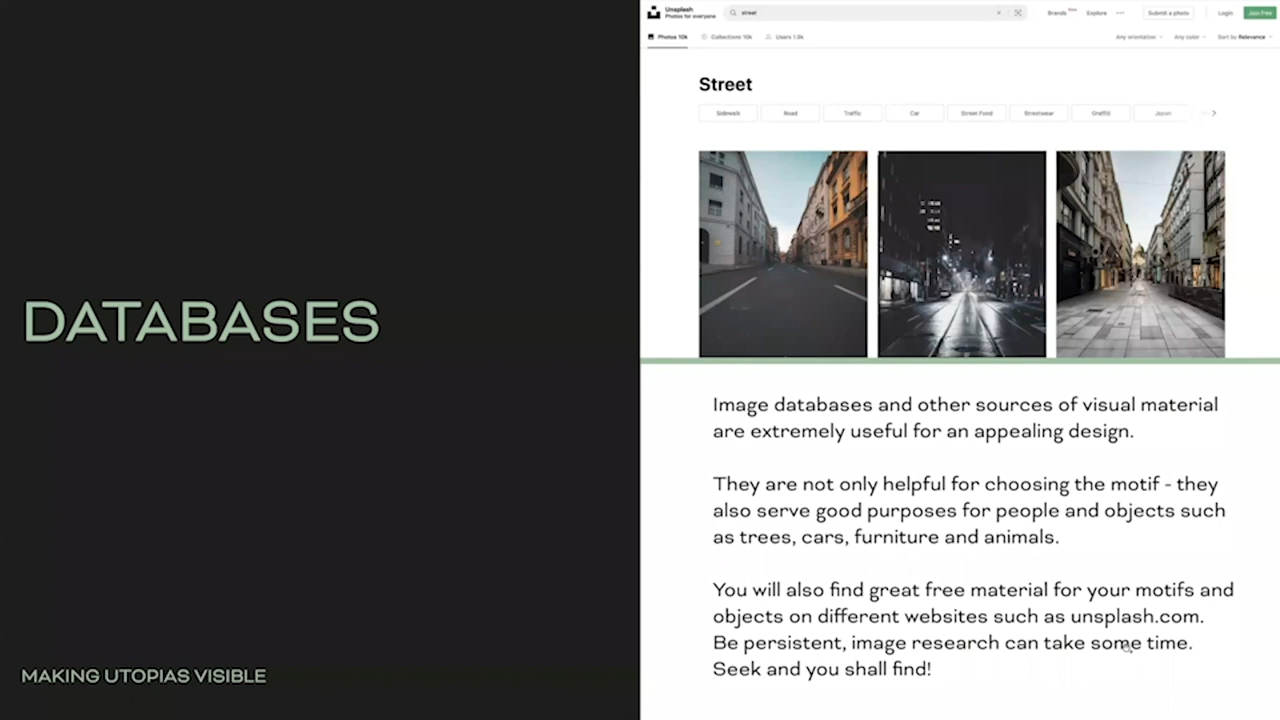 DATABASES
MAKING UTOPIAS VISIBLE
Unsplash
Photos for everyone
street
Brands New
Explore
Submit a photo
Login
Join free
Photos 10k
Collections 10k
Users 1.9k
Any orientation
Any color
Sort by Relevance
Street
Sidewalk
Road
Traffic
Car
Street Food
Streetwear
Graffiti
Japan
Image databases and other sources of visual material
are extremely useful for an appealing design.
They are not only helpful for choosing the motif - they
also serve good purposes for people and objects such
as trees, cars, furniture and animals.
You will also find great free material for your motifs and
objects on different websites such as unsplash.com.
Be persistent, image research can take some time.
Seek and you shall find!